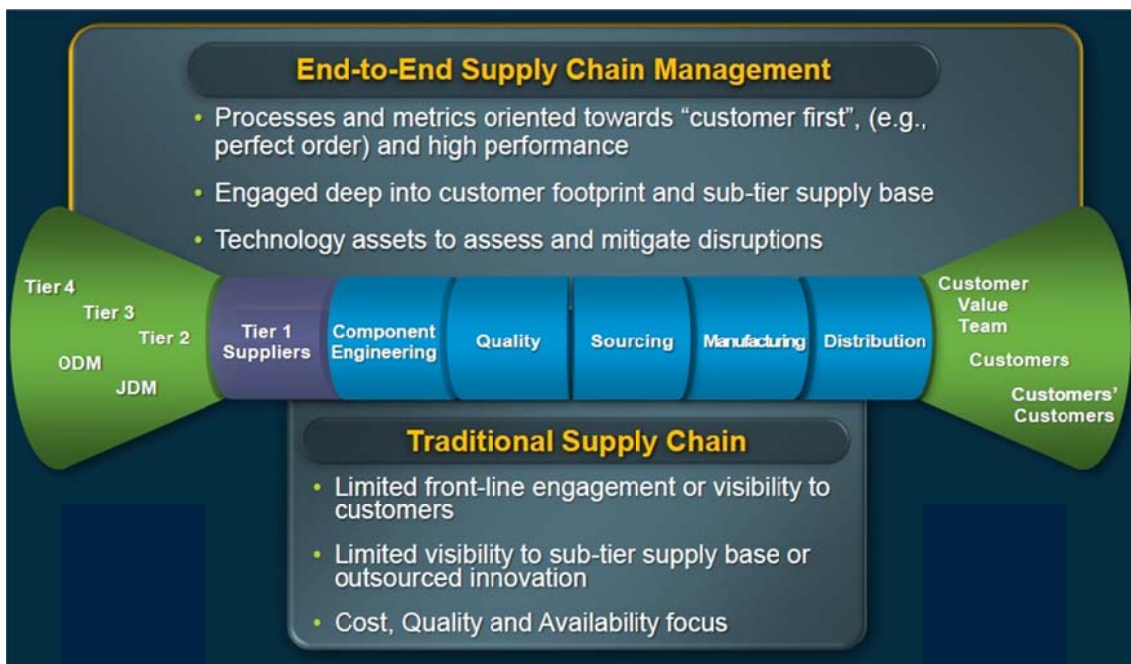 End-to-End Supply Chain Management
• Processes and metrics oriented towards “customer first”, (e.g.,
perfect order) and high performance
• Engaged deep into customer footprint and sub-tier supply base
• Technology assets to assess and mitigate disruptions
Tier 4
Tier 3
Tier 2
ODM
JDM
Tier 1
Suppliers
Component
Engineering
Quality
Sourcing
Manufacturing
Distribution
Customer
Value
Team
Customers
Customers’
Customers
Traditional Supply Chain
• Limited front-line engagement or visibility to
customers
• Limited visibility to sub-tier supply base or
outsourced innovation
• Cost, Quality and Availability focus